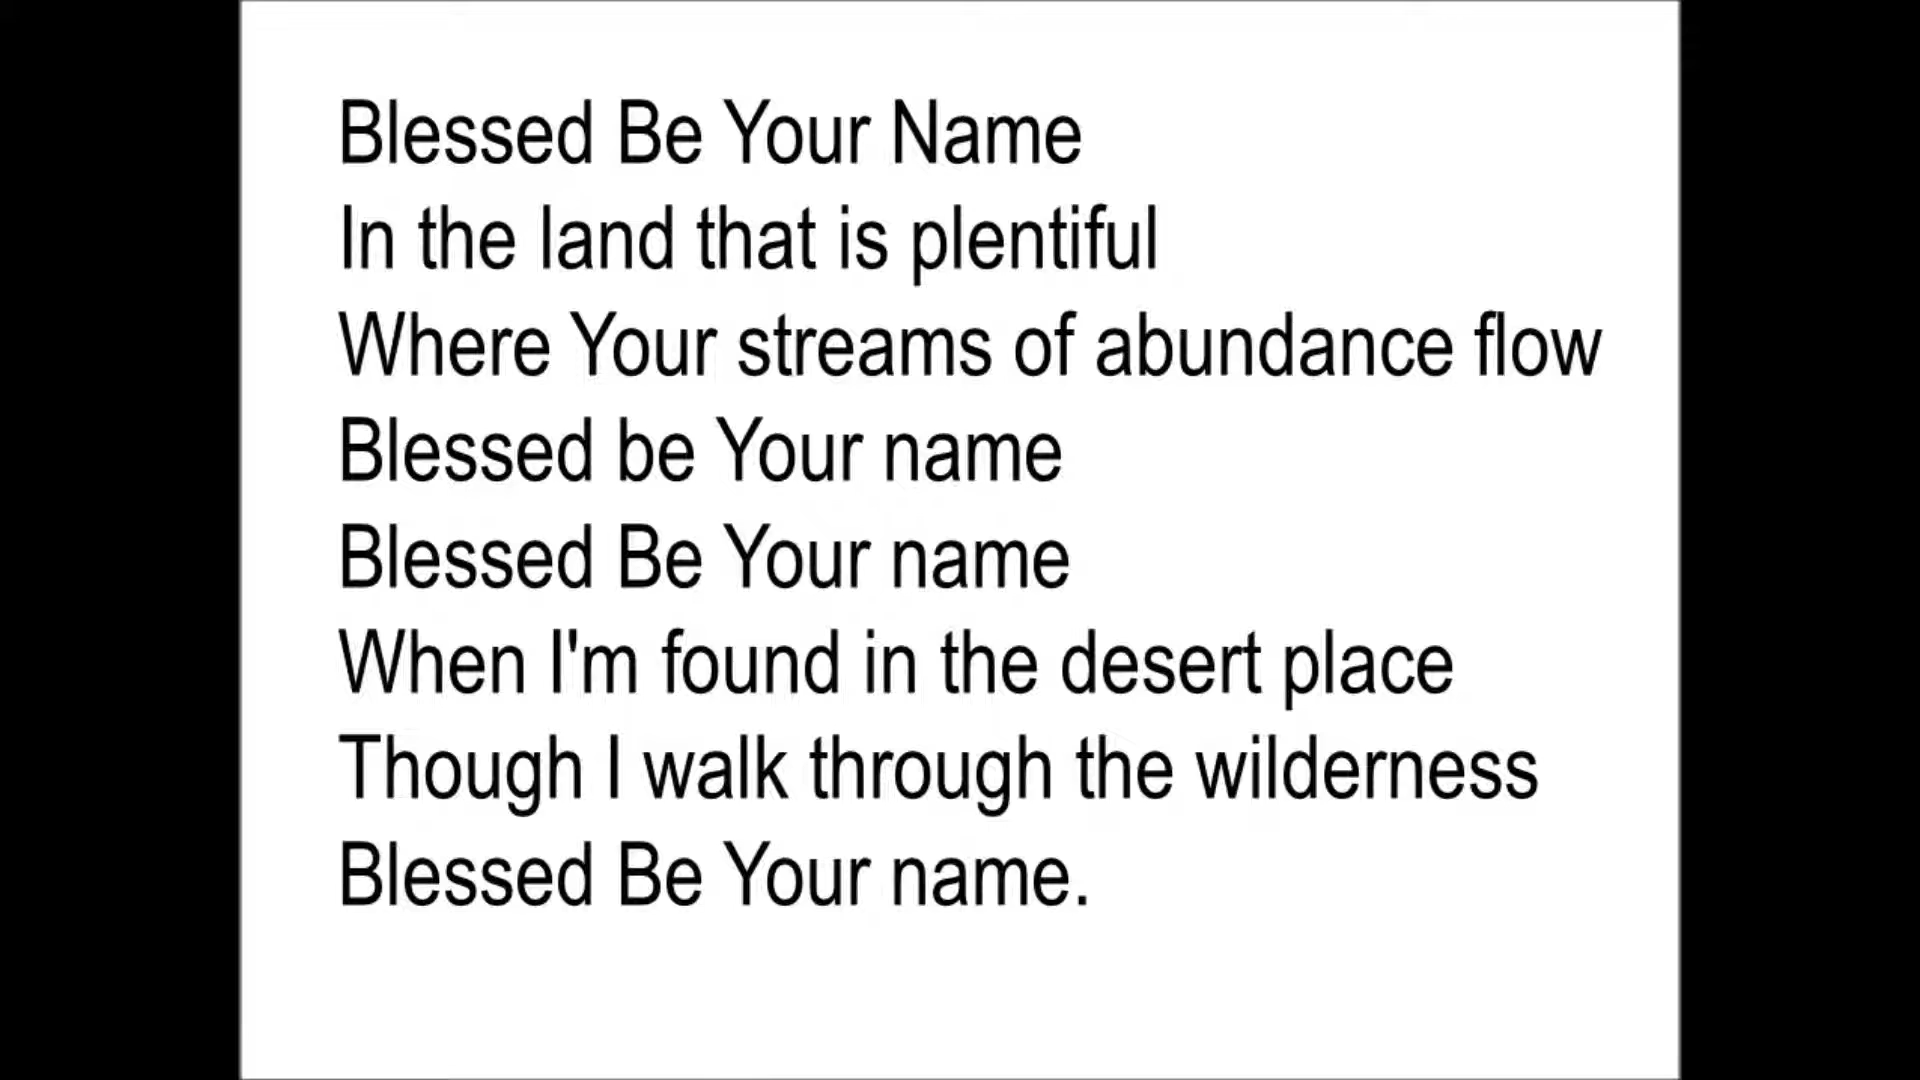 Blessed Be Your Name
In the land that is plentiful
Where Your streams of abundance flow
Blessed be Your name
Blessed Be Your name
When I'm found in the desert place
Though I walk through the wilderness
Blessed Be Your name.